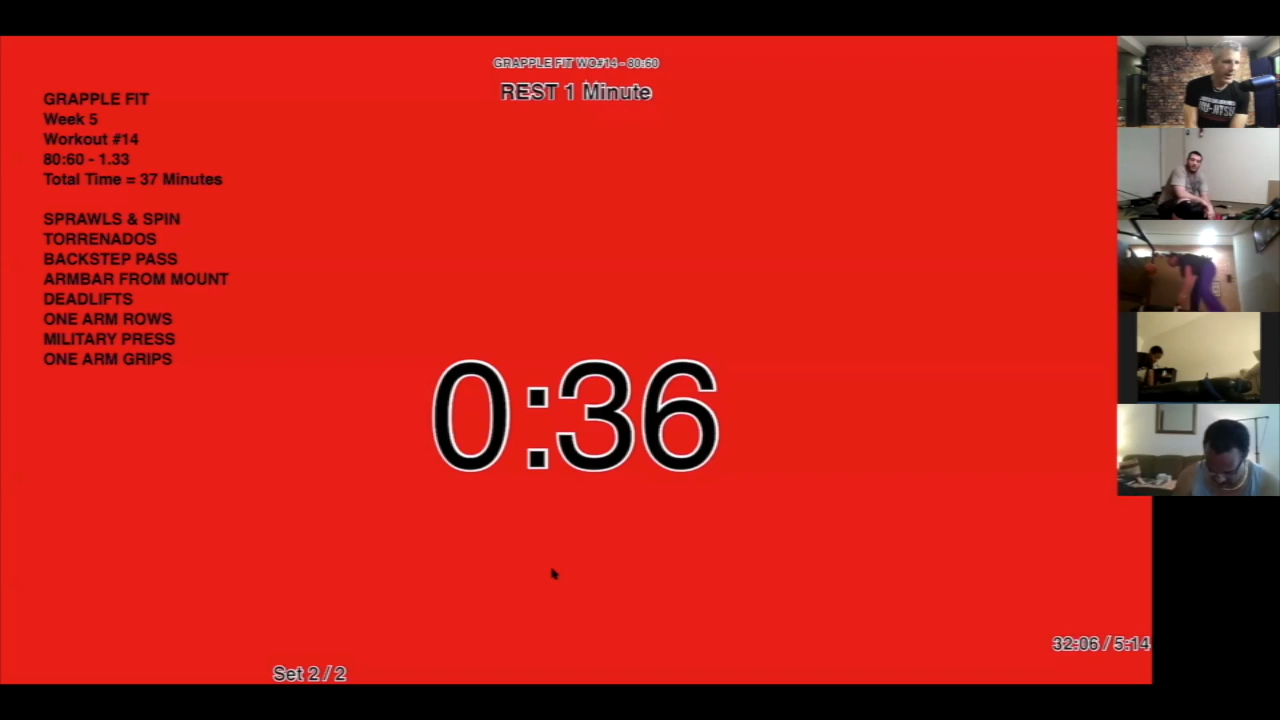 GRAPPLE FIT WO#14 - 80:60
REST 1 Minute
GRAPPLE FIT
Week 5
Workout #14
80:60 - 1.33
Total Time = 37 Minutes
SPRAWLS & SPIN
TORRENADOS
BACKSTEP PASS
ARMBAR FROM MOUNT
DEADLIFTS
ONE ARM ROWS
MILITARY PRESS
ONE ARM GRIPS
0:36
32:06 / 5:14
Set 2 / 2